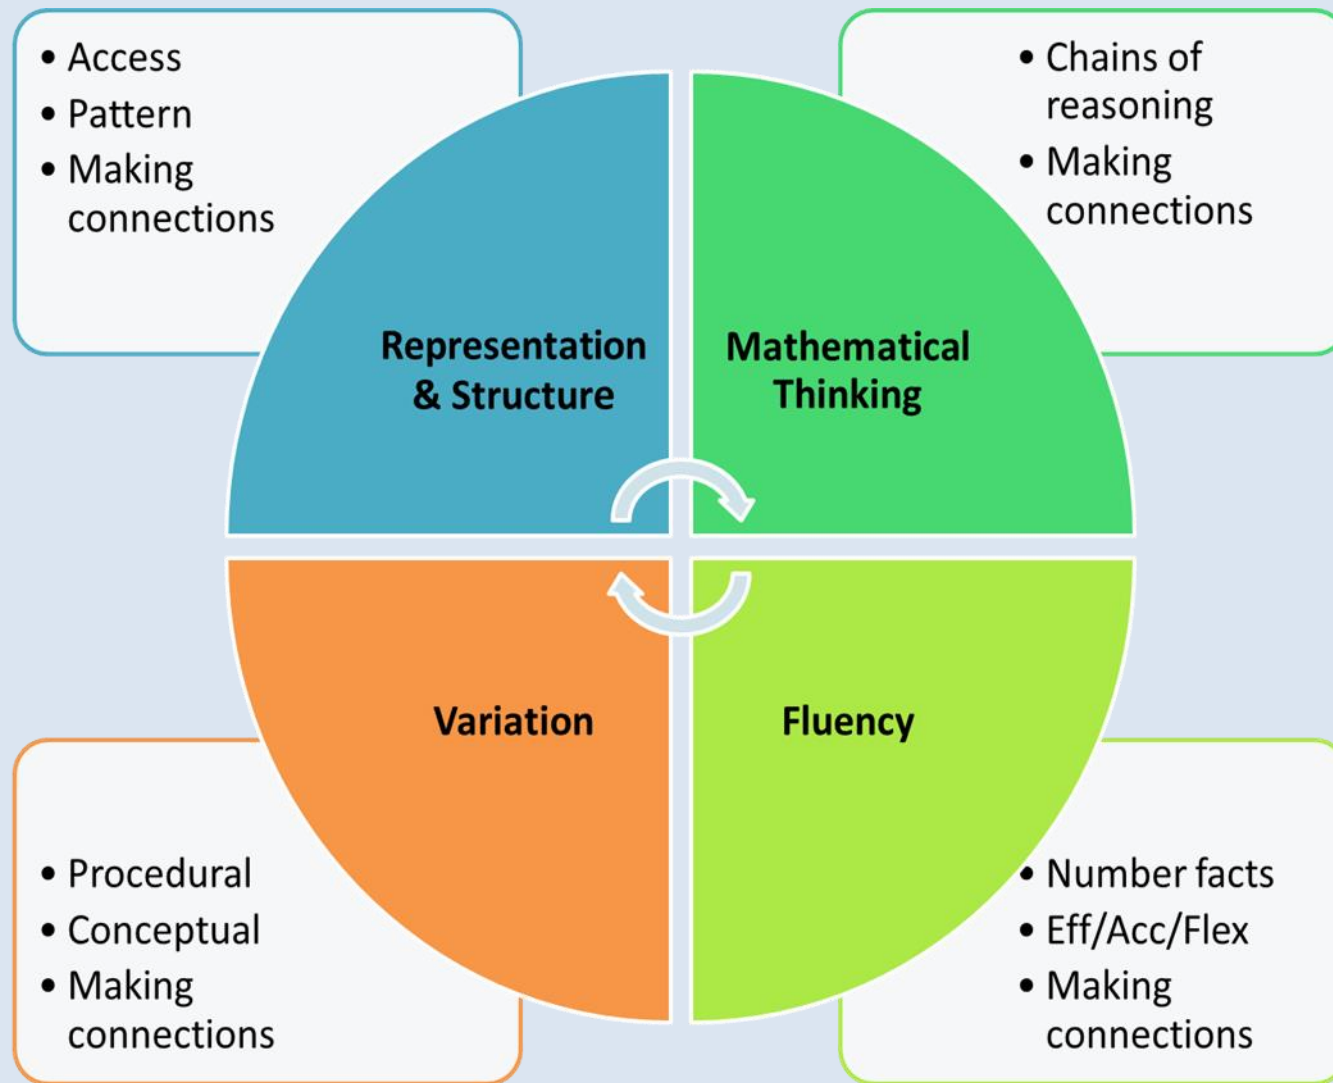 • Access
• Pattern
• Making
connections
• Chains of
reasoning
• Making
connections
Representation
& Structure
Mathematical
Thinking
Variation
Fluency
• Procedural
• Conceptual
• Making
connections
• Number facts
• Eff/Acc/Flex
• Making
connections